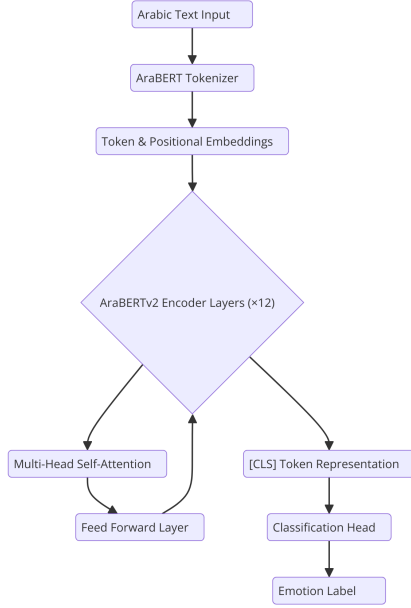 Arabic Text Input
AraBERT Tokenizer
Token & Positional Embeddings
AraBERTv2 Encoder Layers (×12)
Multi-Head Self-Attention
[CLS] Token Representation
Feed Forward Layer
Classification Head
Emotion Label